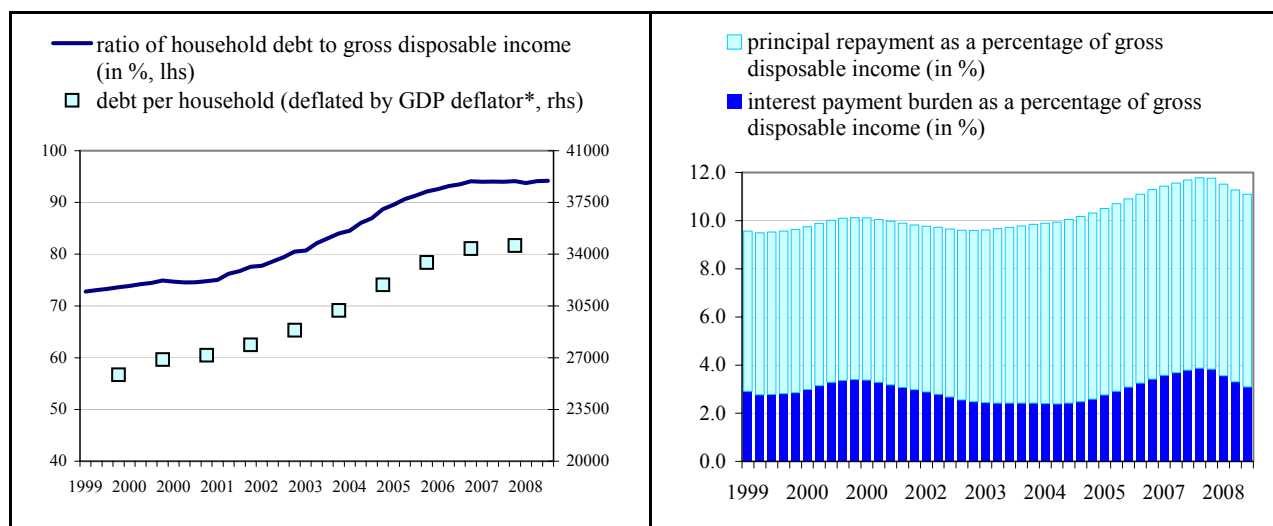 ratio of household debt to gross disposable income
(in %, lhs)
debt per household (deflated by GDP deflator*, rhs)
100
90
80
70
60
50
40
41000
37500
34000
30500
27000
23500
20000
1999 2000 2000 2001 2002 2003 2004 2005 2006 2007 2008
principal repayment as a percentage of gross
disposable income (in %)
interest payment burden as a percentage of gross
disposable income (in %)
12.0
10.0
8.0
6.0
4.0
2.0
0.0
1999 2000 2000 2002 2003 2004 2005 2007 2008